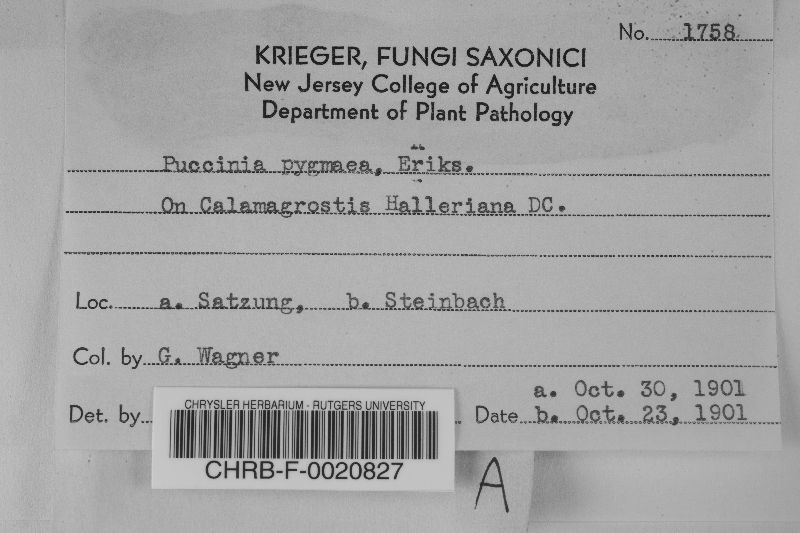 No. 1758
KRIEGER, FUNGI SAXONICI
New Jersey College of Agriculture
Department of Plant Pathology
Puccinia pygmaea, Eriks.
On Calamagrostis Halleriana DC.
Loc. a. Satzung, b. Steinbach
Col. by G. Wagner
a. Oct. 30, 1901
Det. by Date b. Oct. 23, 1901
CHRYSLER HERBARIUM - RUTGERS UNIVERSITY
CHRB-F-0020827
A